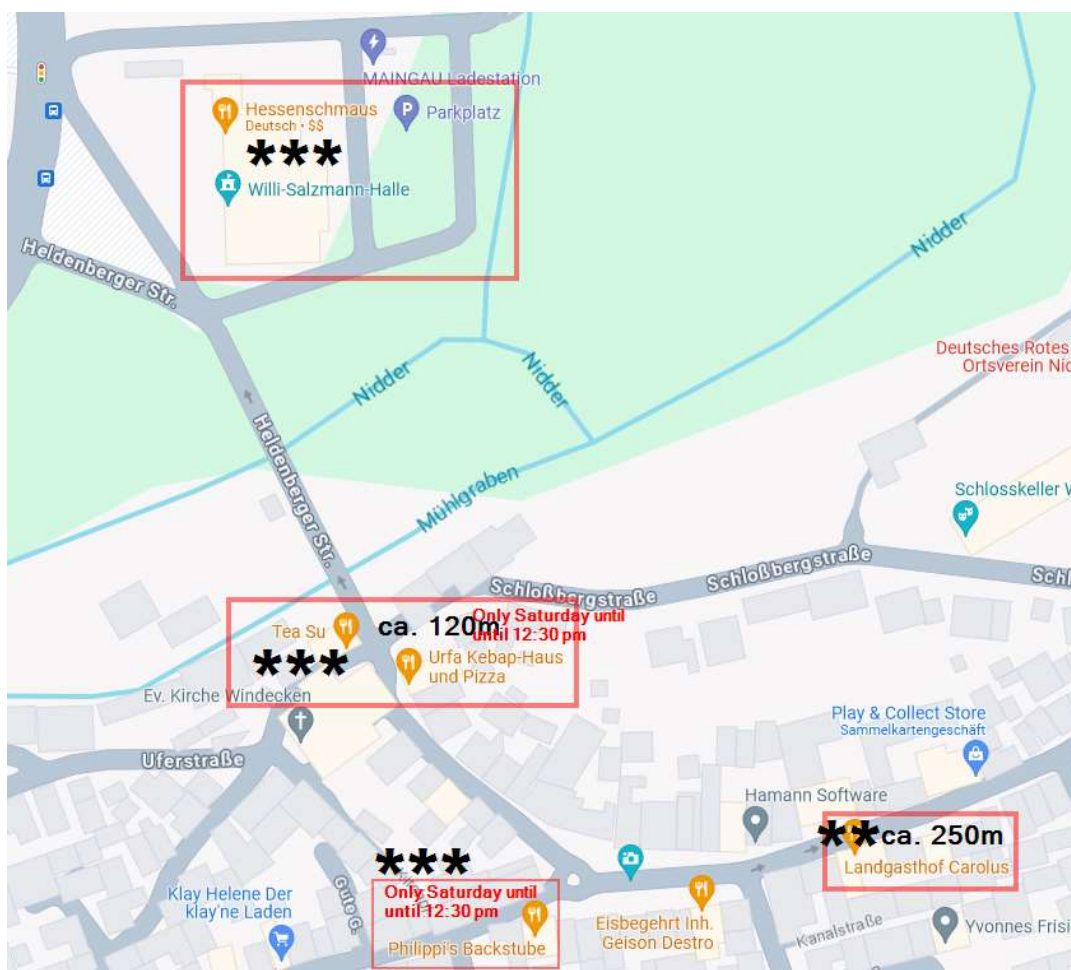 MAINGAU Ladestation
Hessenschmaus
Deutsch • $$
P Parkplatz
***
Willi-Salzmann-Halle
Heldenberger Str.
Nidder
Nidder
Nidder
Deutsches Rotes
Ortsverein Nid
Heldenberger Str.
Mühlgraben
Schlosskeller W
Schloßbergstraße
Schloßbergstraße
Schl
Tea Su
ca. 120m
Only Saturday until
until 12:30 pm
***
Urfa Kebap-Haus
und Pizza
Ev. Kirche Windecken
Uferstraße
Play & Collect Store
Sammelkartengeschäft
Hamann Software
**ca. 250m
Landgasthof Carolus
***
Only Saturday until
until 12:30 pm
Philippi's Backstube
Gute G.
Klay Helene Der
klay'ne Laden
Eisbegehrt Inh.
Geison Destro
Kanalstraße
Yvonnes Frisi